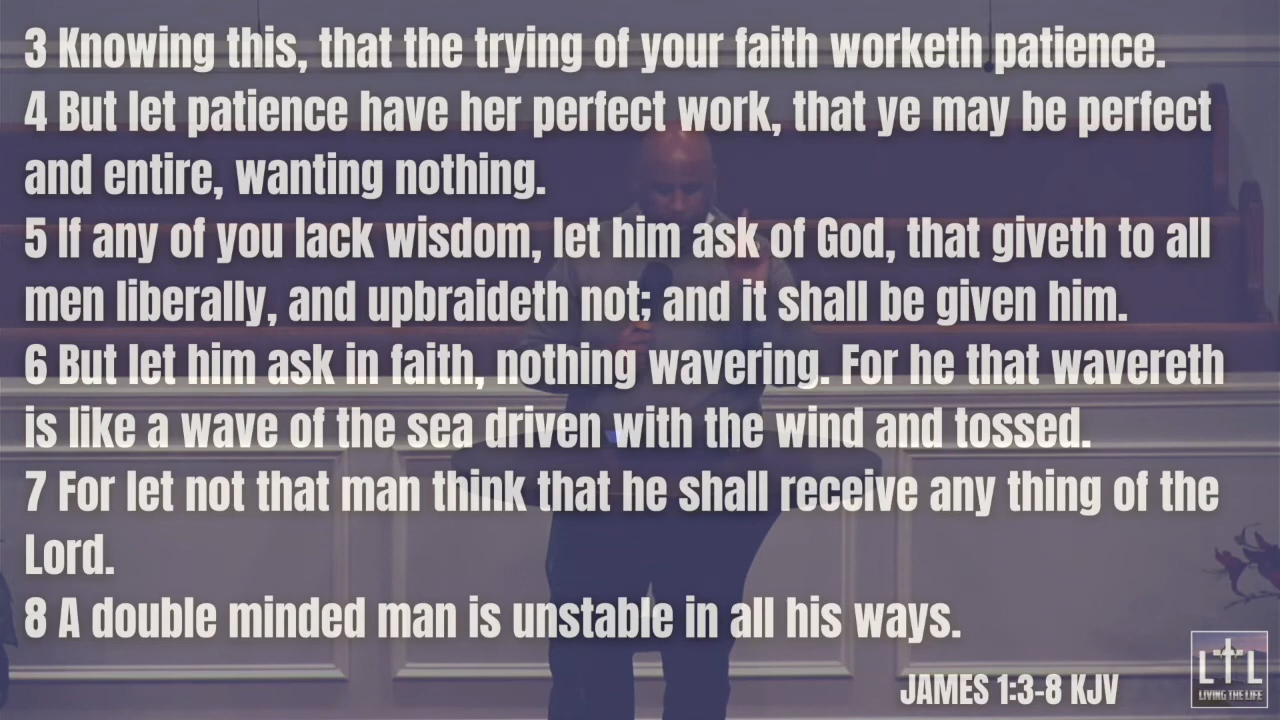 3 Knowing this, that the trying of your faith worketh patience.
4 But let patience have her perfect work, that ye may be perfect
and entire, wanting nothing.
5 If any of you lack wisdom, let him ask of God, that giveth to all
men liberally, and upbraideth not; and it shall be given him.
6 But let him ask in faith, nothing wavering. For he that wavereth
is like a wave of the sea driven with the wind and tossed.
7 For let not that man think that he shall receive any thing of the
Lord.
8 A double minded man is unstable in all his ways.
JAMES 1:3-8 KJV
LTL
LIVING THE LIFE